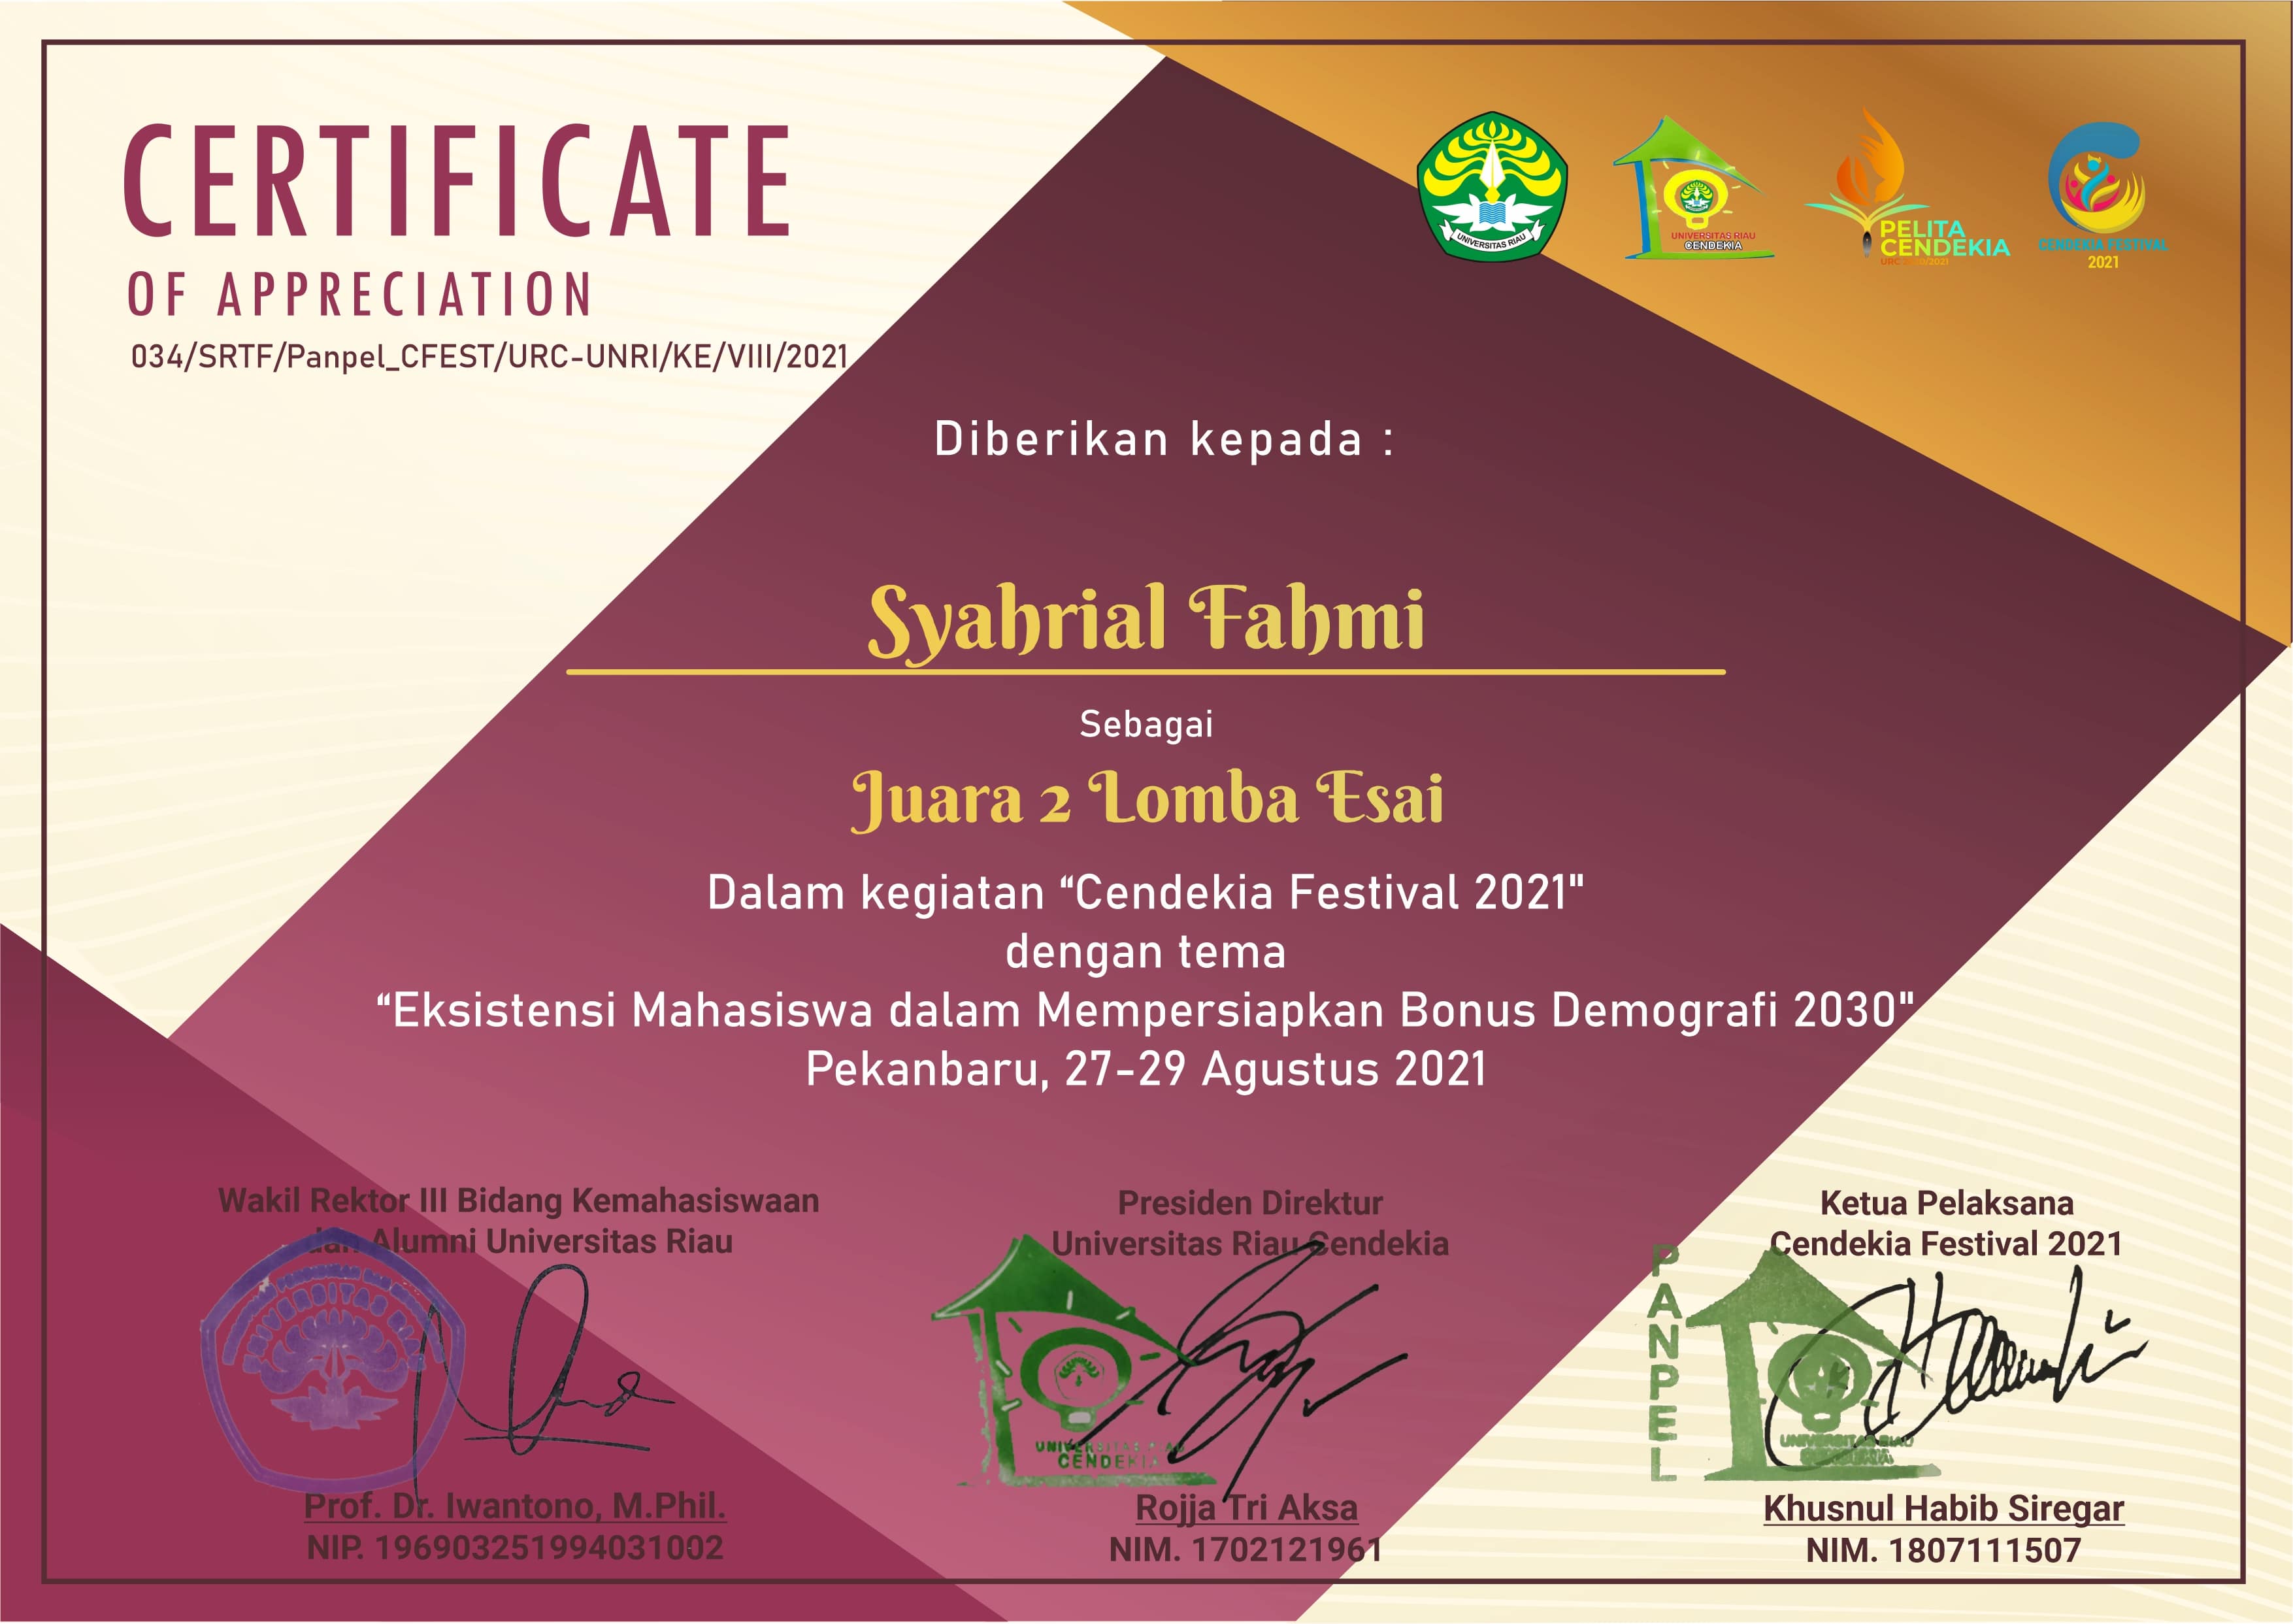 CERTIFICATE
OF APPRECIATION
034/SRTF/Panpel_CFEST/URC-UNRI/KE/VIII/2021
UNIVERSITAS RIAU
UNIVERSITAS RIAU
CENDEKIA
PELITA
CENDEKIA
CENDEKIA FESTIVAL
2021
Diberikan kepada :
Syahrial Fahmi
Sebagai
Juara 2 Lomba Esai
Dalam kegiatan “Cendekia Festival 2021"
dengan tema
“Eksistensi Mahasiswa dalam Mempersiapkan Bonus Demografi 2030"
Pekanbaru, 27-29 Agustus 2021
Wakil Rektor III Bidang Kemahasiswaan
dan Alumni Universitas Riau
UNIVERSITAS RIAU
Prof. Dr. Iwantono, M.Phil.
NIP. 196903251994031002
Presiden Direktur
Universitas Riau Cendekia
UNIVERSITAS RIAU
CENDEKIA
Rojja Tri Aksa
NIM. 1702121961
Ketua Pelaksana
Cendekia Festival 2021
PANPEL
UNIVERSITAS RIAU
Khusnul Habib Siregar
NIM. 1807111507